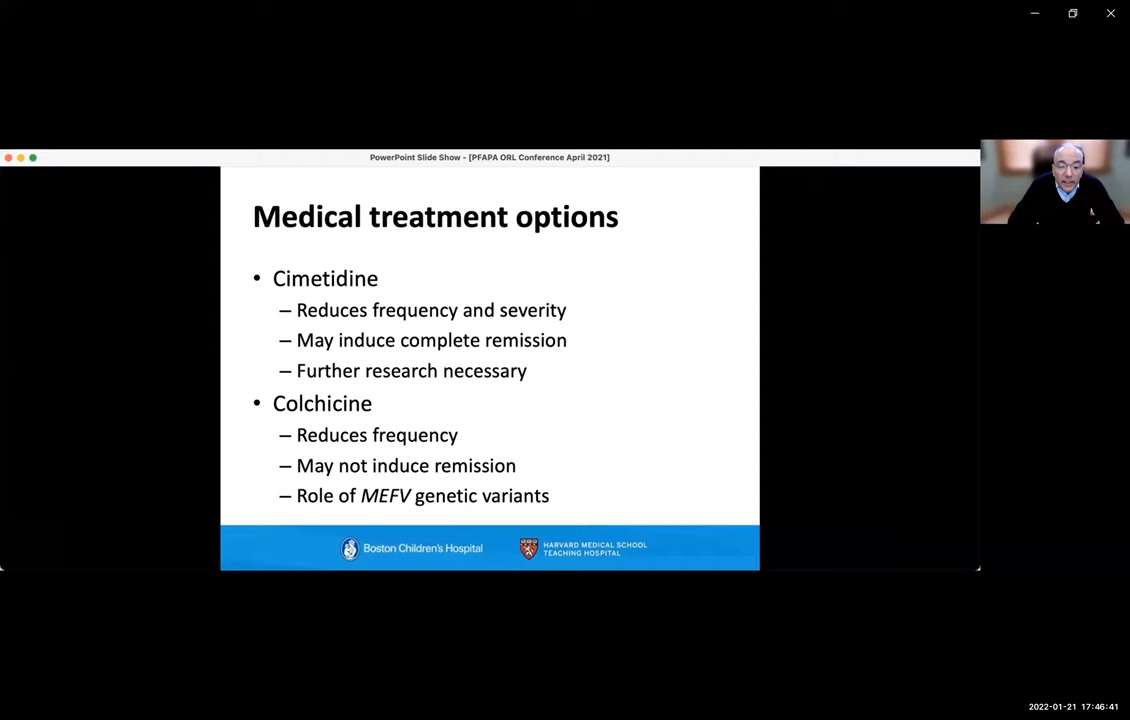 PowerPoint Slide Show - [PFAPA ORL Conference April 2021]
Medical treatment options
• Cimetidine
– Reduces frequency and severity
– May induce complete remission
– Further research necessary
• Colchicine
– Reduces frequency
– May not induce remission
– Role of MEFV genetic variants
Boston Children's Hospital
HARVARD MEDICAL SCHOOL
TEACHING HOSPITAL
2022-01-21 17:46:41